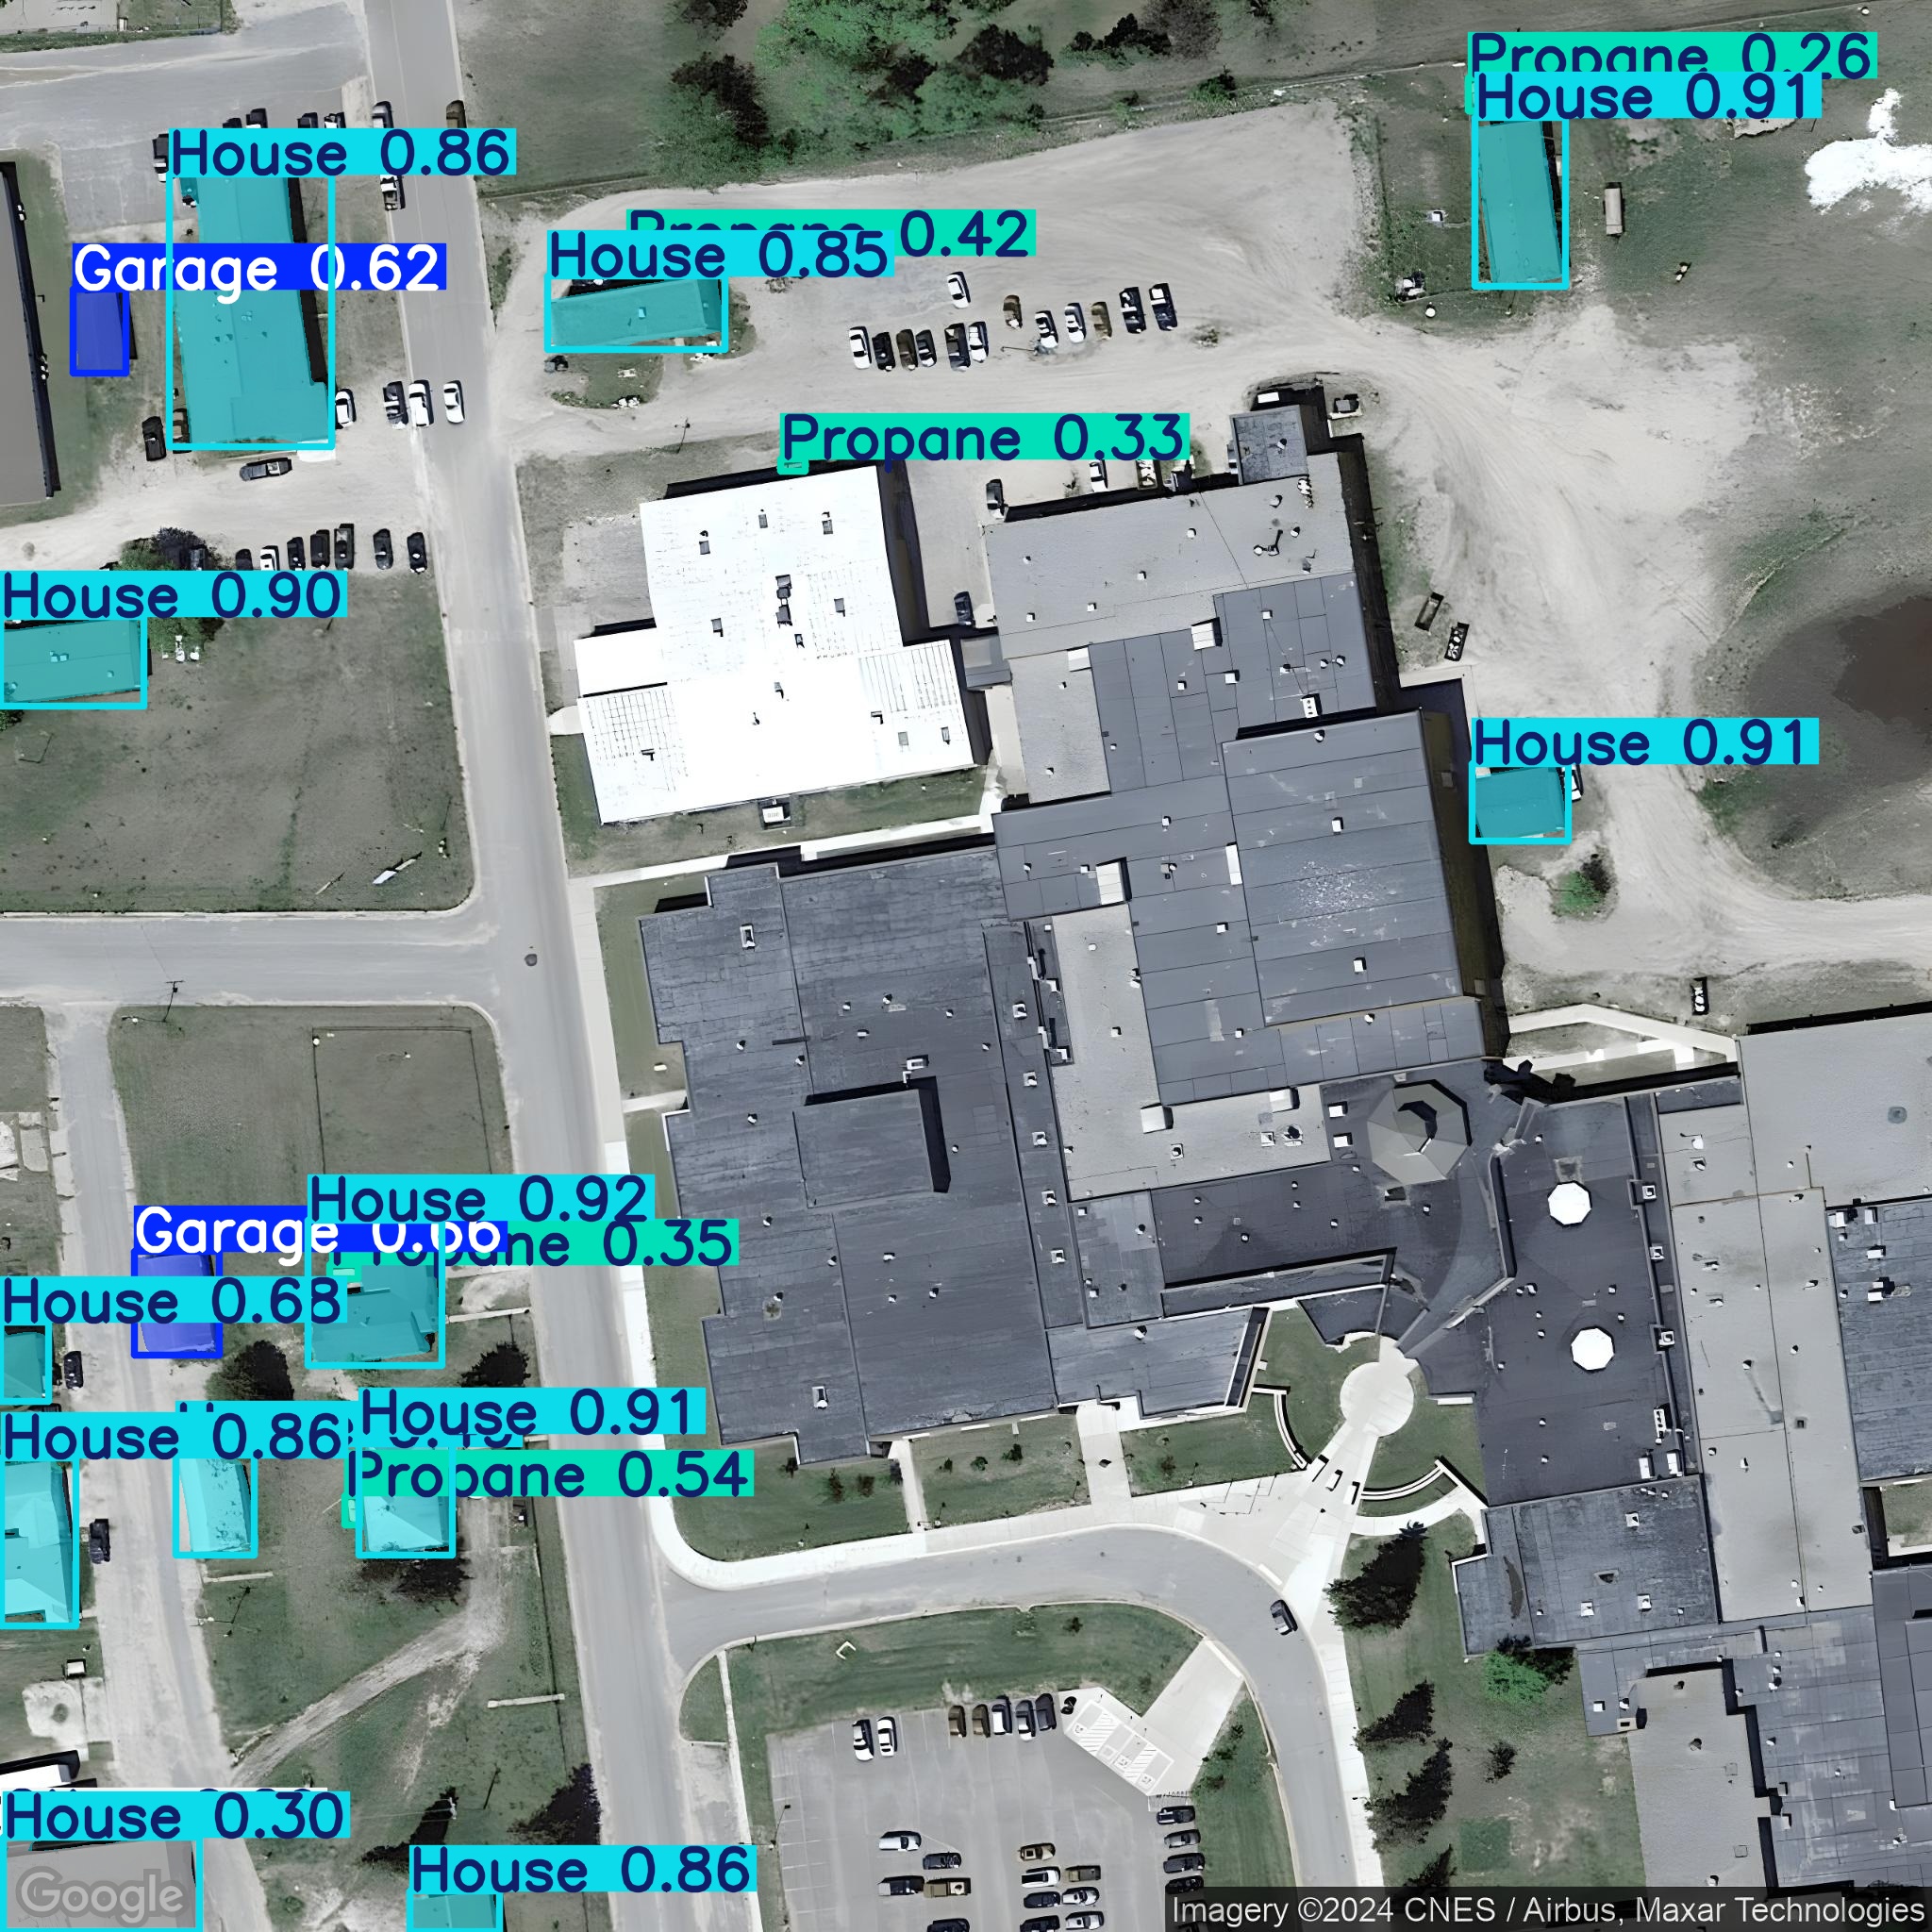 Propane 0.26
House 0.91
House 0.86
Propane 0.42
House 0.85
Garage 0.62
Propane 0.33
House 0.90
House 0.91
House 0.92
Garage 0.66
Propane 0.35
House 0.68
House 0.91
House 0.86
Propane 0.54
House 0.30
House 0.86
Google
Imagery ©2024 CNES / Airbus, Maxar Technologies